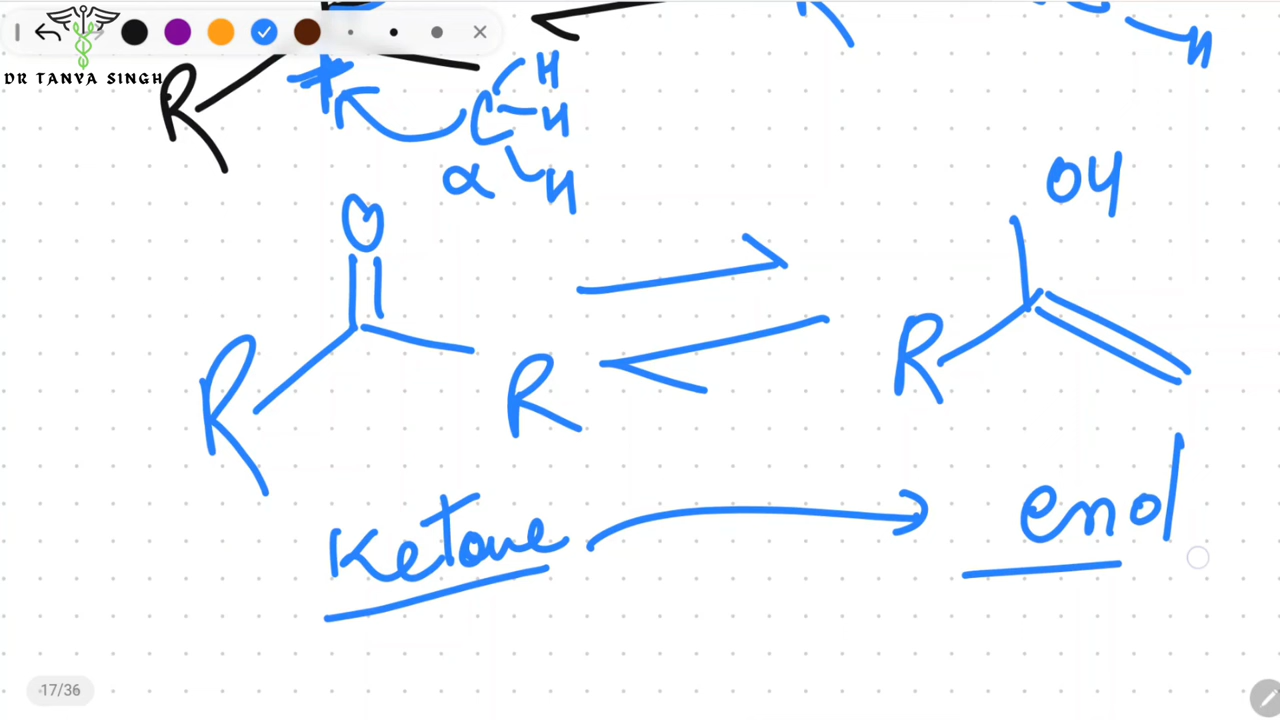 DR TANYA SINGH
R
H
C H
α H
H
O OH
R R R
Ketone enol
17/36